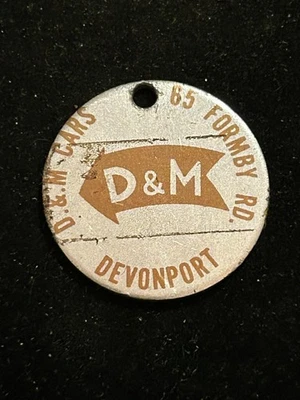 D.&M CARS
65 FORMBY RD.
D&M
DEVONPORT